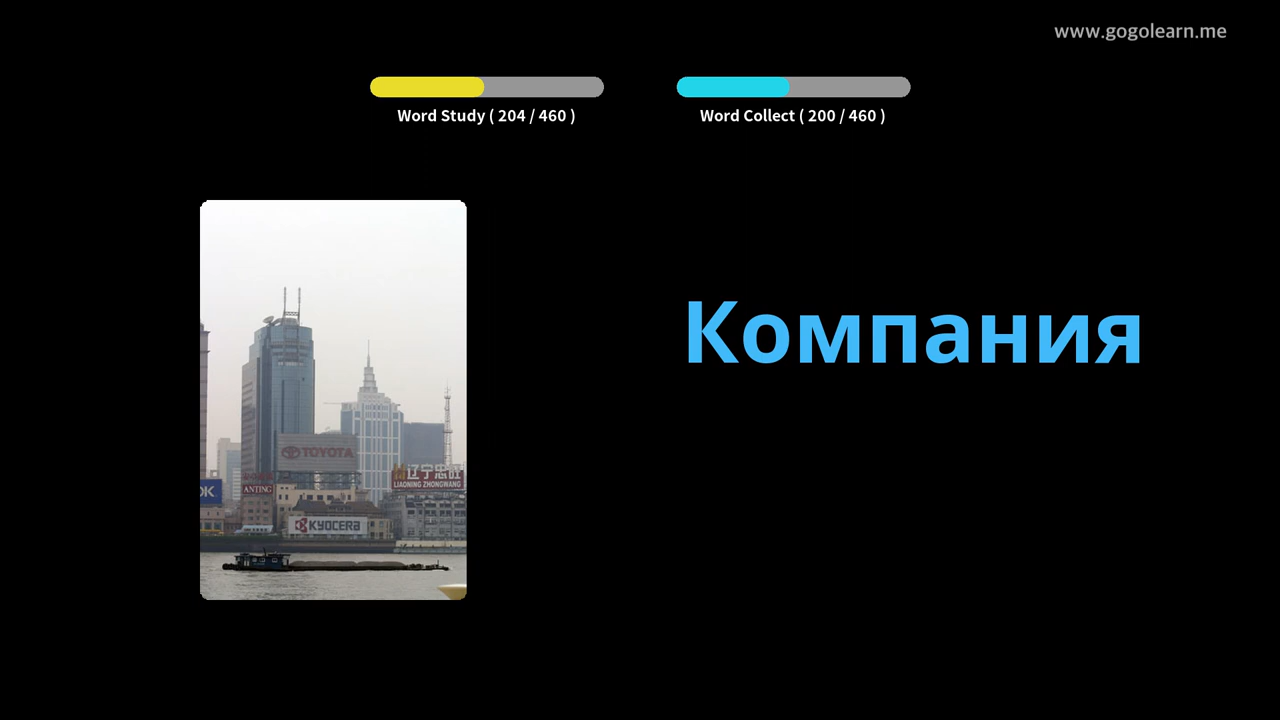 www.gogolearn.me
Word Study ( 204 / 460 )
Word Collect ( 200 / 460 )
Компания
TOYOTA
辽宁忠旺
LIAONING ZHONGWANG
ANTING
KYOCERA